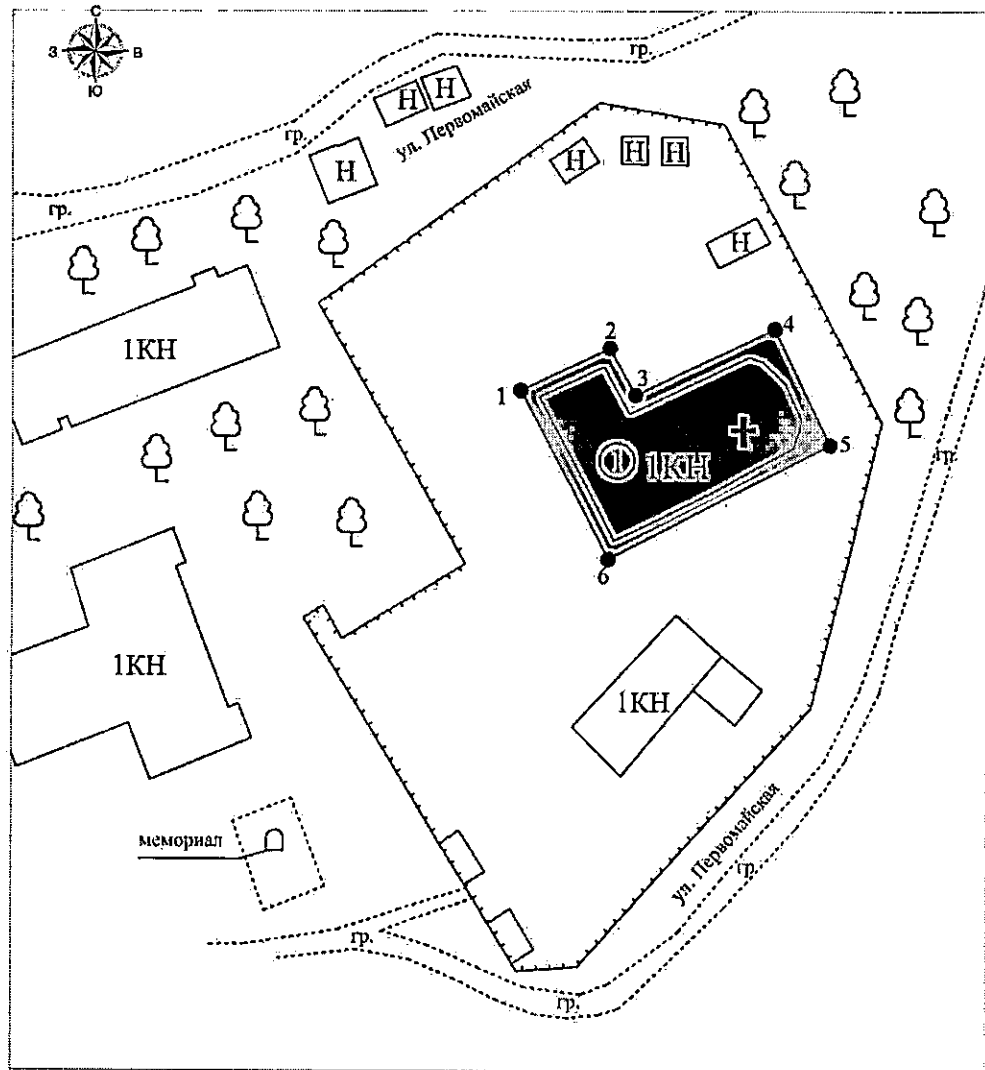 С
З В
Ю
гр.
Н Н
ул. Первомайская
гр.
Н
Н Н Н
гр.
Н
1КН
2
4
1
3
1 1КН
5
гр.
6
1КН
1КН
ул. Первомайская
мемориал
гр.
гр.
гр.